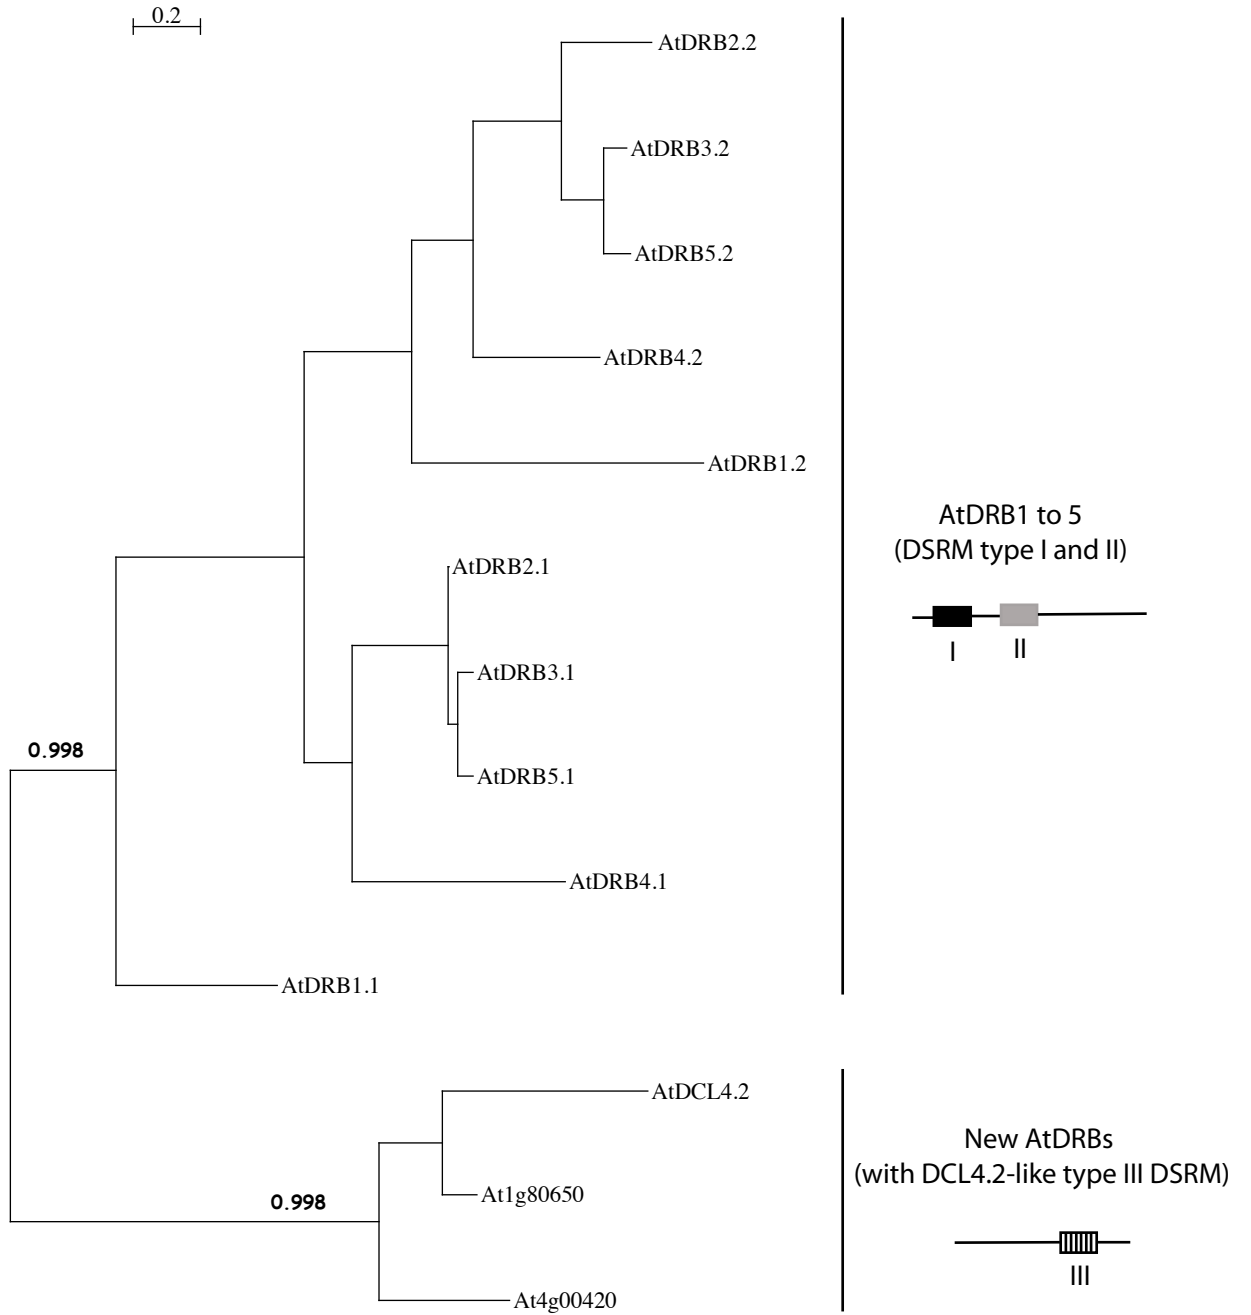 0.2
AtDRB2.2
AtDRB3.2
AtDRB5.2
AtDRB4.2
AtDRB1.2
AtDRB1 to 5
(DSRM type I and II)
AtDRB2.1
I
II
AtDRB3.1
0.998
AtDRB5.1
AtDRB4.1
AtDRB1.1
AtDCL4.2
New AtDRBs
(with DCL4.2-like type III DSRM)
At1g80650
0.998
III
At4g00420